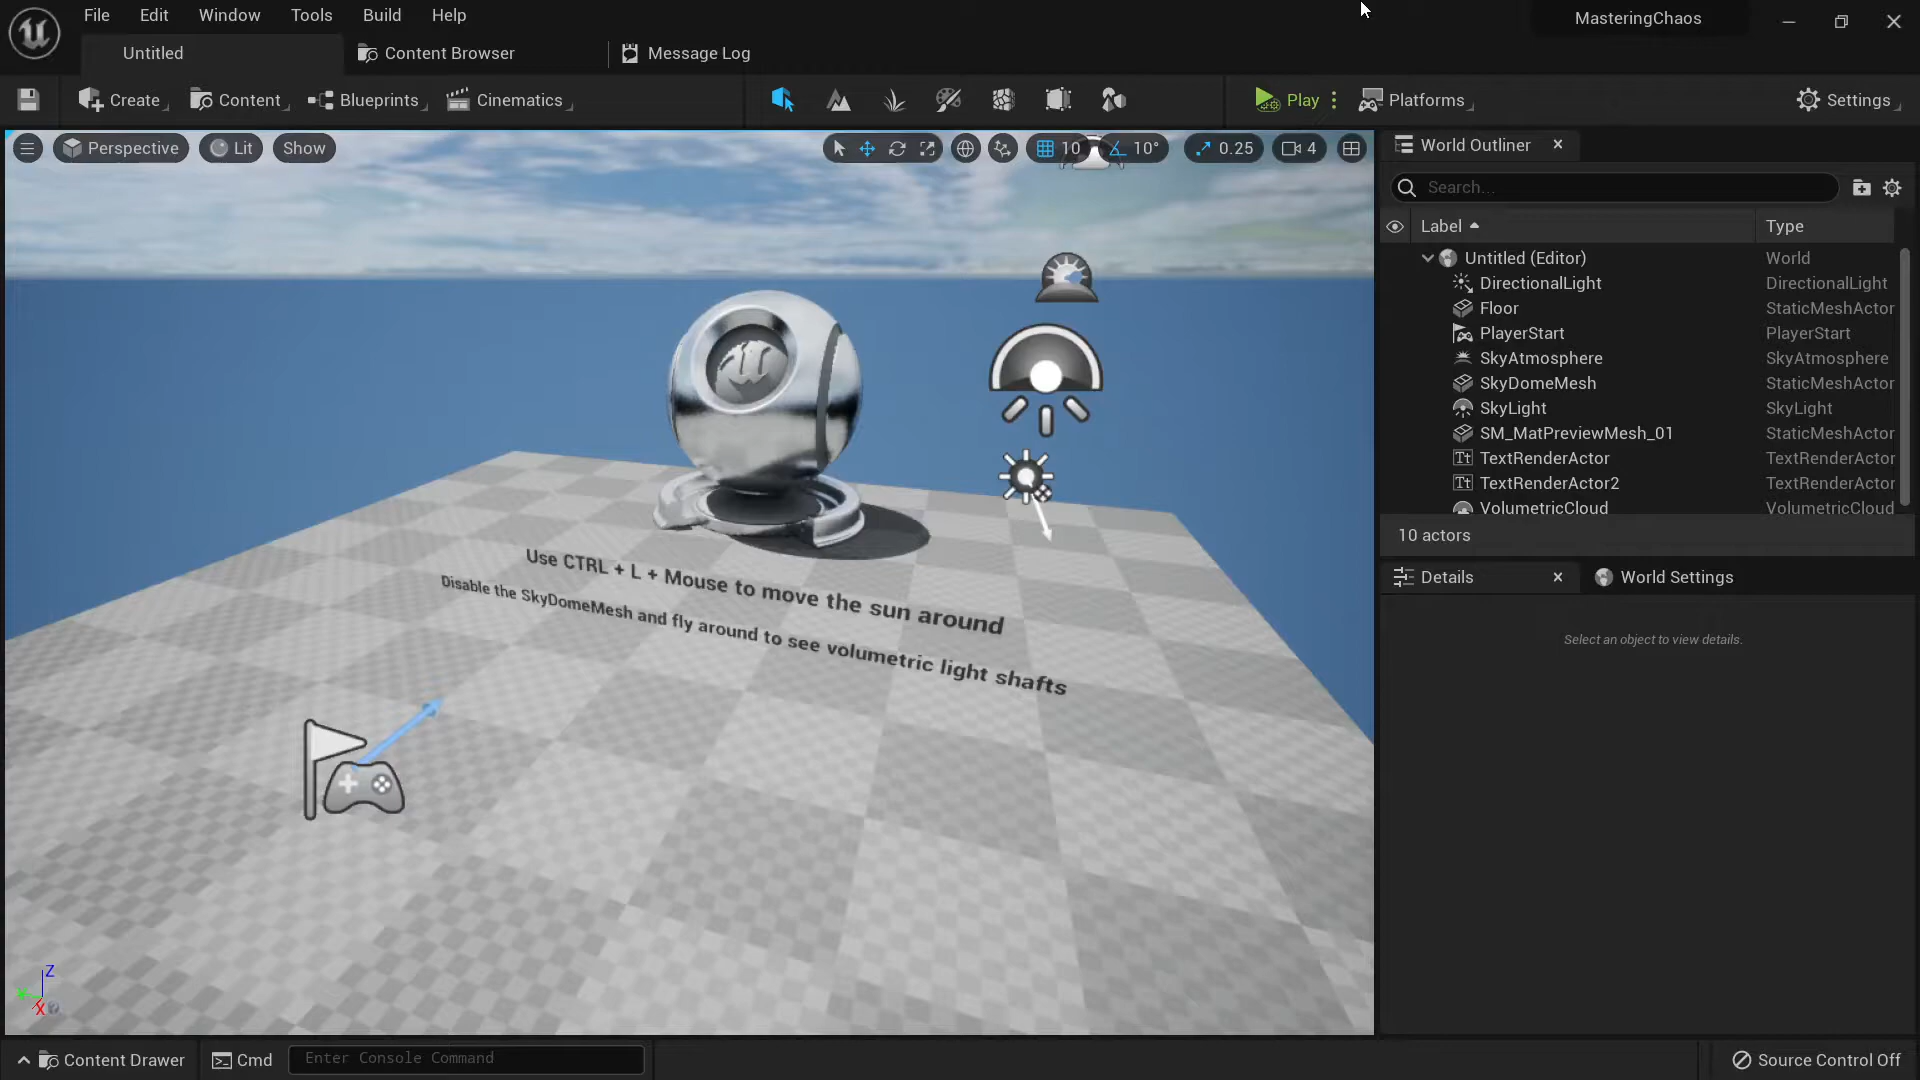 File Edit Window Tools Build Help
MasteringChaos
Untitled Content Browser Message Log
Create Content Blueprints Cinematics Play Platforms Settings
Perspective Lit Show 10 10° 0.25 4
World Outliner
Search...
Label Type
Untitled (Editor) World
DirectionalLight DirectionalLight
Floor StaticMeshActor
PlayerStart PlayerStart
SkyAtmosphere SkyAtmosphere
SkyDomeMesh StaticMeshActor
SkyLight SkyLight
SM_MatPreviewMesh_01 StaticMeshActor
TextRenderActor TextRenderActor
TextRenderActor2 TextRenderActor
VolumetricCloud VolumetricCloud
10 actors
Details World Settings
Select an object to view details.
Use CTRL + L + Mouse to move the sun around
Disable the SkyDomeMesh and fly around to see volumetric light shafts
Z
Y
X
Content Drawer Cmd Enter Console Command Source Control Off